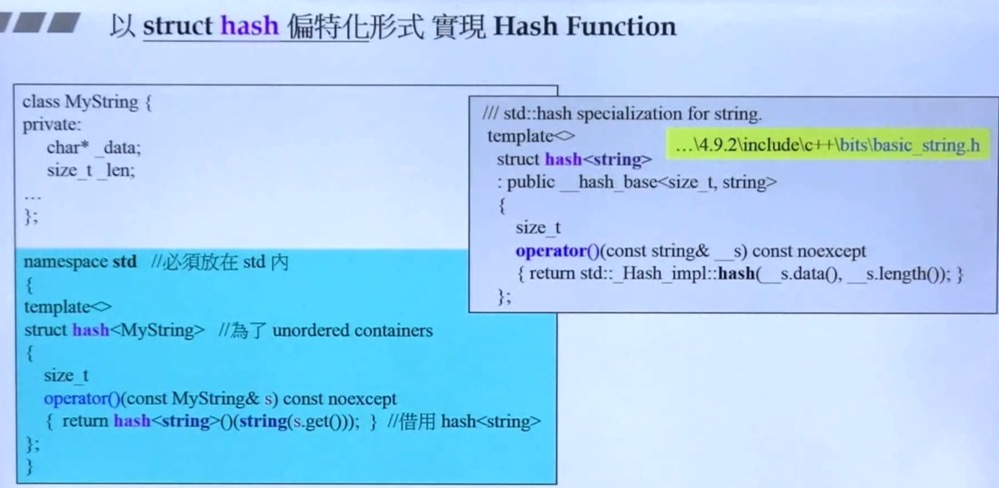 以 struct hash 偏特化形式 實現 Hash Function
class MyString {
private:
char* _data;
size_t _len;
...
};
namespace std //必須放在 std 內
{
template<>
struct hash<MyString> //為了 unordered containers
{
size_t
operator()(const MyString& s) const noexcept
{ return hash<string>()(string(s.get())); } //借用 hash<string>
};
}
/// std::hash specialization for string.
template<>
...\4.9.2\include\c++\bits\basic_string.h
struct hash<string>
: public __hash_base<size_t, string>
{
size_t
operator()(const string& __s) const noexcept
{ return std::_Hash_impl::hash(__s.data(), __s.length()); }
};